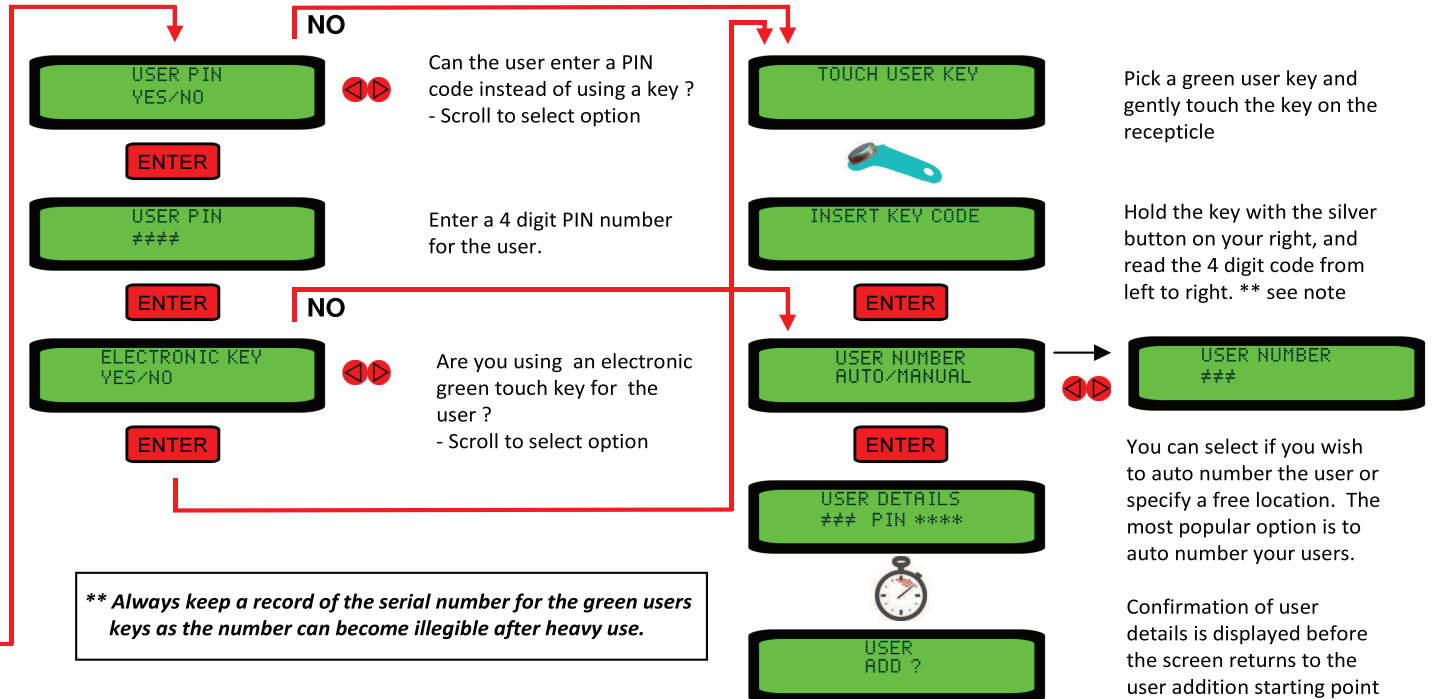 NO
USER PIN
YES/NO
Can the user enter a PIN
code instead of using a key ?
- Scroll to select option
ENTER
USER PIN
≠≠≠≠
Enter a 4 digit PIN number
for the user.
ENTER
NO
ELECTRONIC KEY
YES/NO
Are you using an electronic
green touch key for the
user ?
- Scroll to select option
ENTER
** Always keep a record of the serial number for the green users
keys as the number can become illegible after heavy use.
TOUCH USER KEY
Pick a green user key and
gently touch the key on the
recepticle
INSERT KEY CODE
Hold the key with the silver
button on your right, and
read the 4 digit code from
left to right. ** see note
ENTER
USER NUMBER
AUTO/MANUAL
USER NUMBER
≠≠≠
ENTER
You can select if you wish
to auto number the user or
specify a free location. The
most popular option is to
auto number your users.
USER DETAILS
≠≠≠ PIN ****
Confirmation of user
details is displayed before
the screen returns to the
user addition starting point
USER
ADD ?